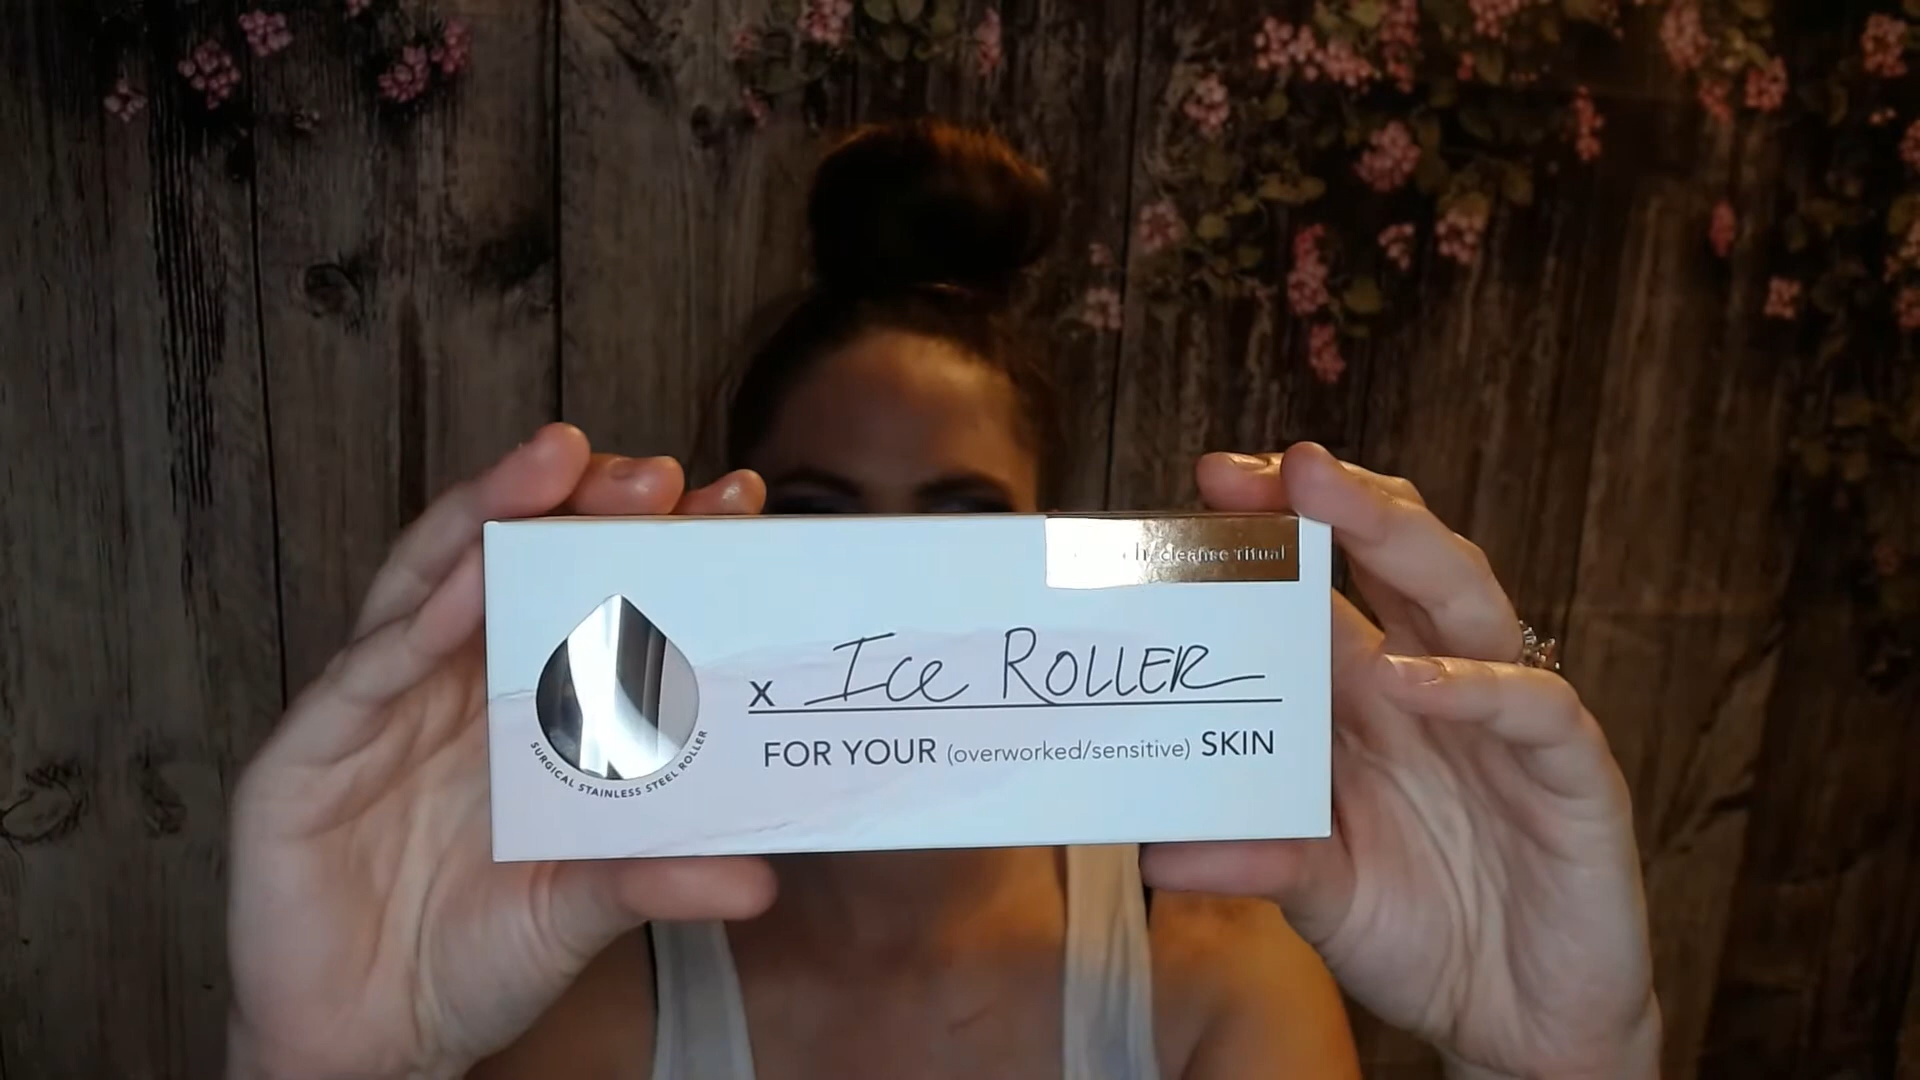 cleanse ritual
x Ice ROLLER
FOR YOUR (overworked/sensitive) SKIN
SURGICAL STAINLESS STEEL ROLLER